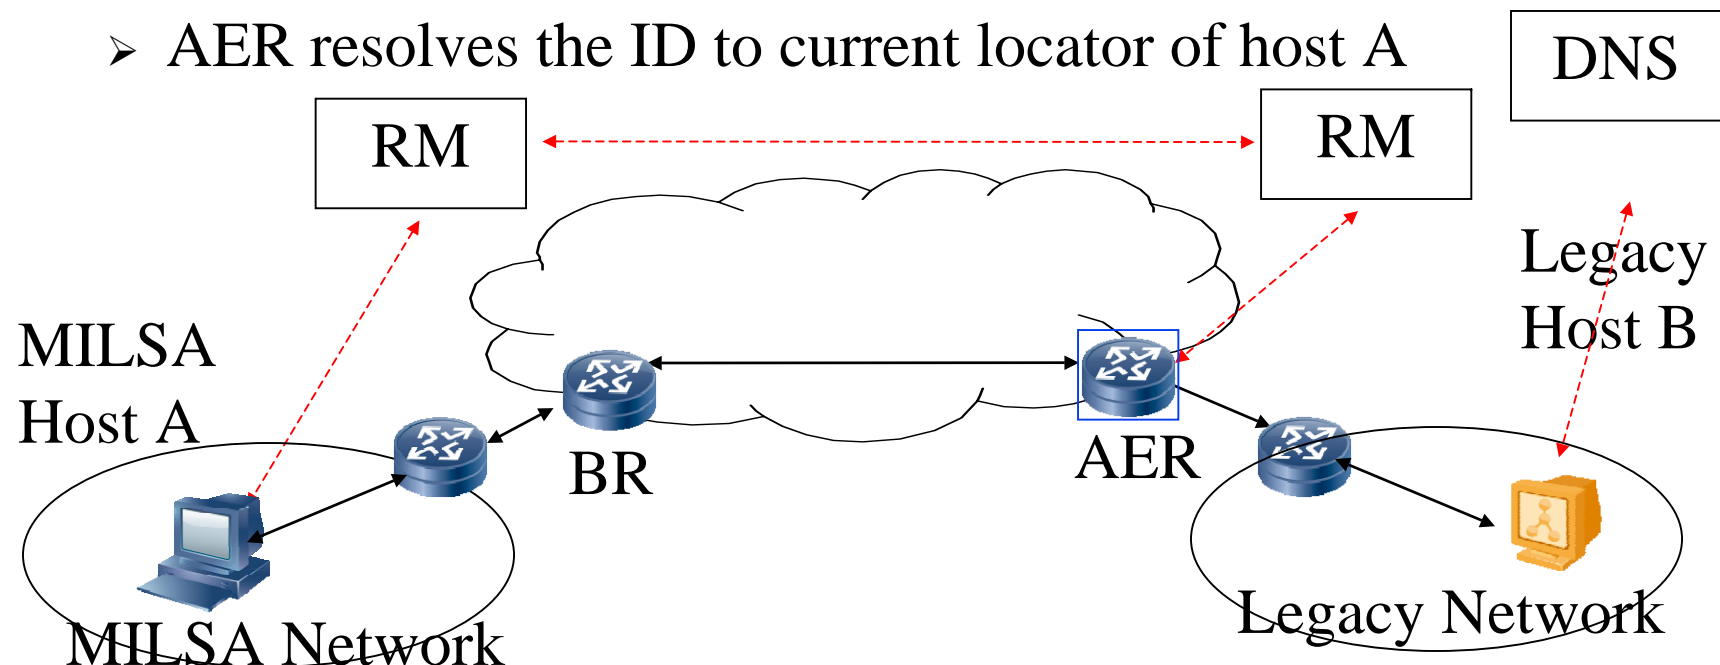 AER resolves the ID to current locator of host A
DNS
RM
RM
Legacy
Host B
MILSA
Host A
BR
AER
MILSA Network
Legacy Network